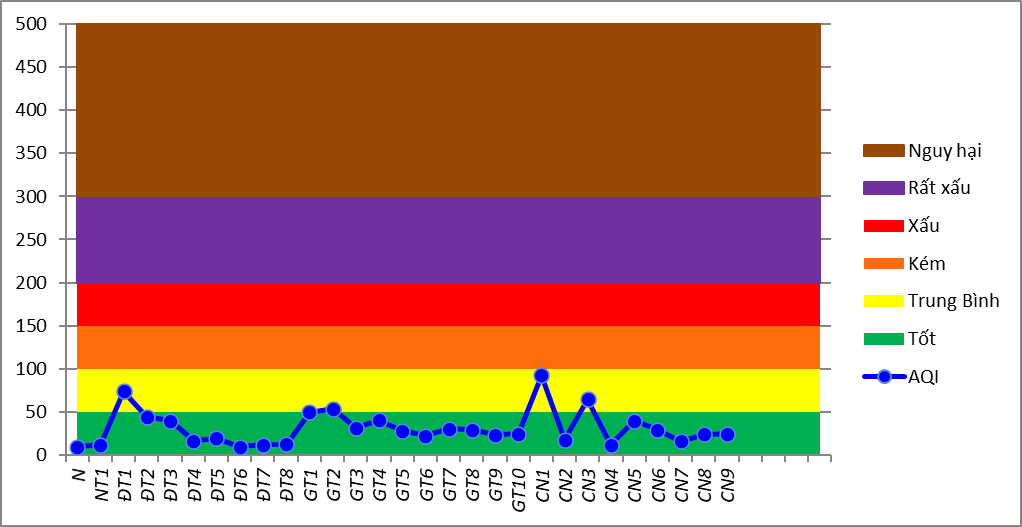 500
450
400
350
300
250
200
150
100
50
0
N
NT1
ĐT1
ĐT2
ĐT3
ĐT4
ĐT5
ĐT6
ĐT7
ĐT8
GT1
GT2
GT3
GT4
GT5
GT6
GT7
GT8
GT9
GT10
CN1
CN2
CN3
CN4
CN5
CN6
CN7
CN8
CN9
Nguy hại
Rất xấu
Xấu
Kém
Trung Bình
Tốt
AQI